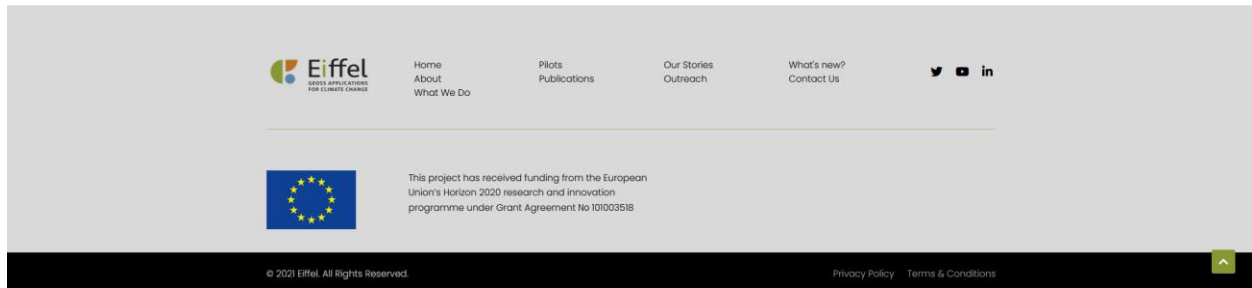 Eiffel
GEOSS APPLICATIONS
FOR CLIMATE CHANGE
Home
About
What We Do
Pilots
Publications
Our Stories
Outreach
What's new?
Contact Us
in
This project has received funding from the European
Union's Horizon 2020 research and innovation
programme under Grant Agreement No 101003518
© 2021 Eiffel. All Rights Reserved.
Privacy Policy Terms & Conditions